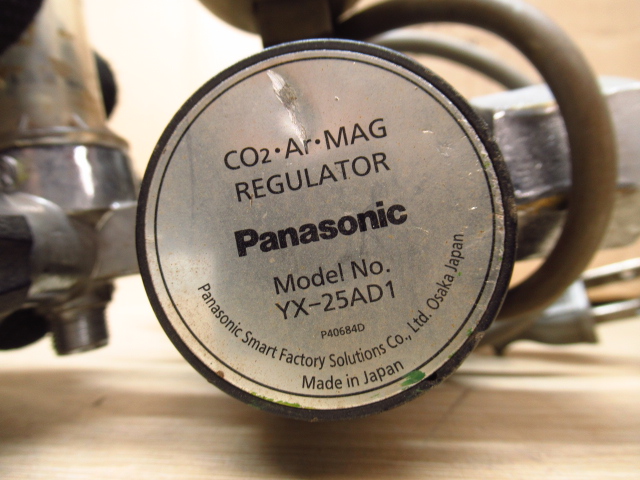 CO2・Ar・MAG
REGULATOR
Panasonic
Model No.
YX-25AD1
P40684D
Panasonic Smart Factory Solutions Co., Ltd. Osaka Japan
Made in Japan